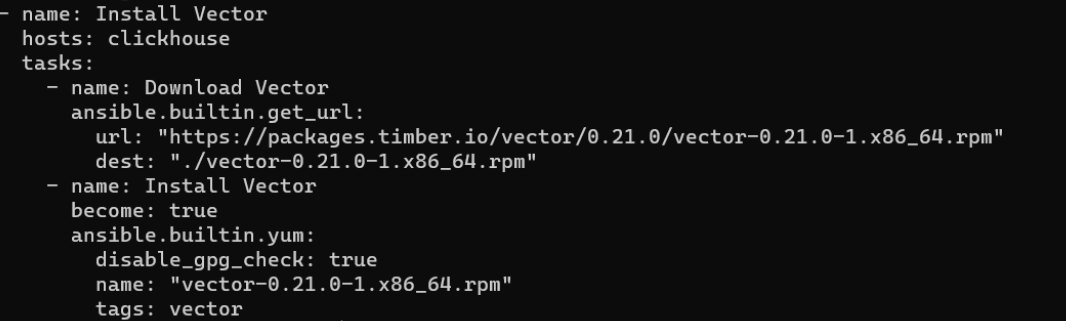 - name: Install Vector
  hosts: clickhouse
  tasks:
    - name: Download Vector
      ansible.builtin.get_url:
        url: "https://packages.timber.io/vector/0.21.0/vector-0.21.0-1.x86_64.rpm"
        dest: "./vector-0.21.0-1.x86_64.rpm"
    - name: Install Vector
      become: true
      ansible.builtin.yum:
        disable_gpg_check: true
        name: "vector-0.21.0-1.x86_64.rpm"
        tags: vector